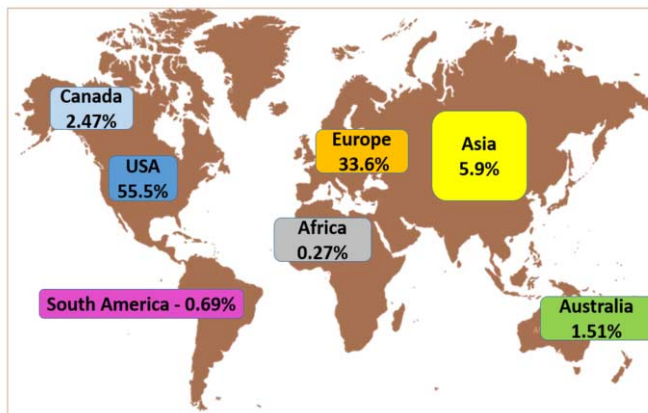 Canada
2.47%
USA
55.5%
Europe
33.6%
Asia
5.9%
Africa
0.27%
South America - 0.69%
Australia
1.51%